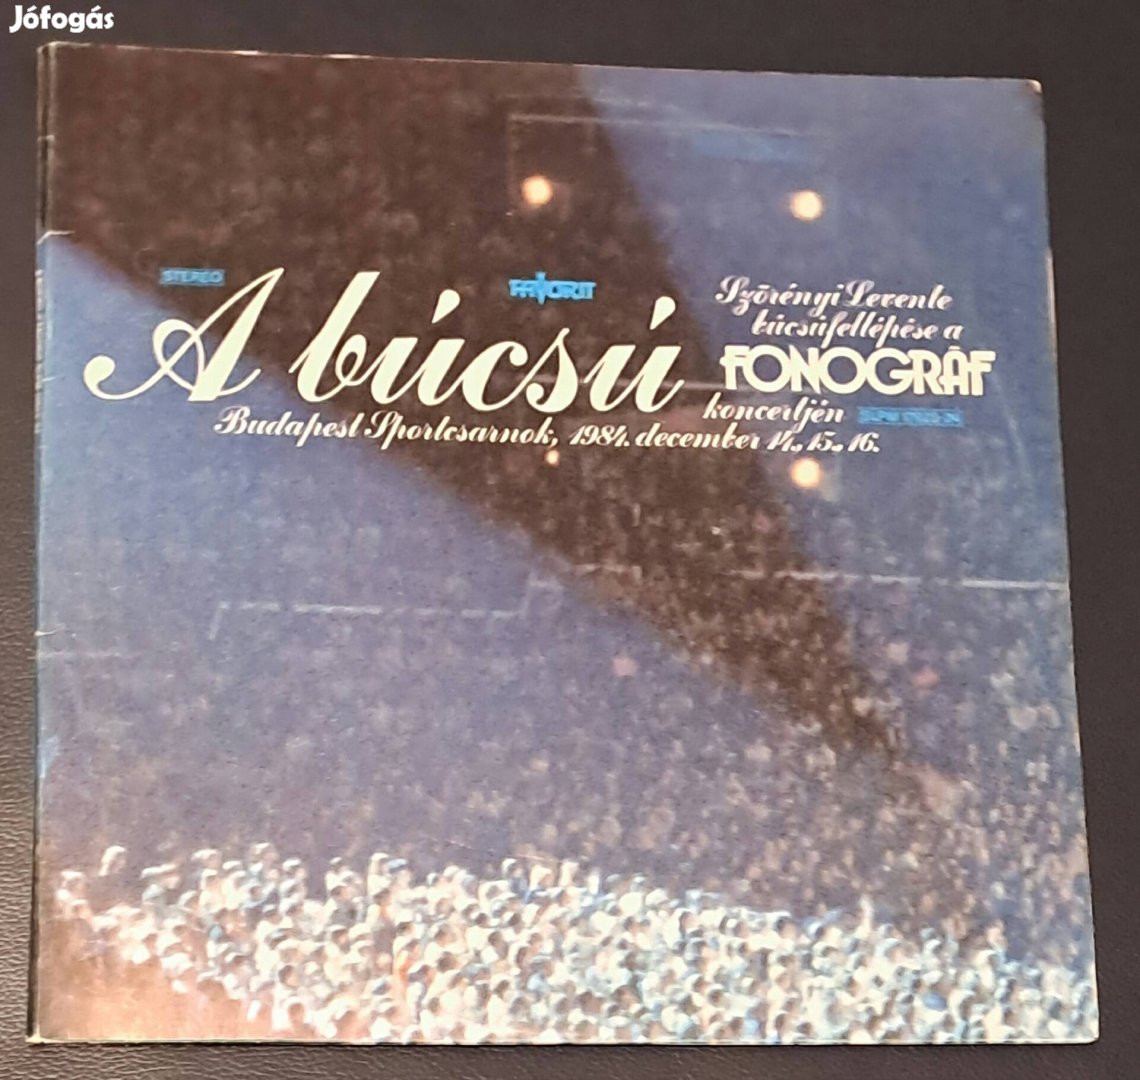 Jófogás
STEREO
FAVORIT
A búcsú
Szörényi Levente
búcsúfellépése a
FONOGRÁF
koncertjén
Budapest Sportcsarnok, 1984. december 14., 15., 16.